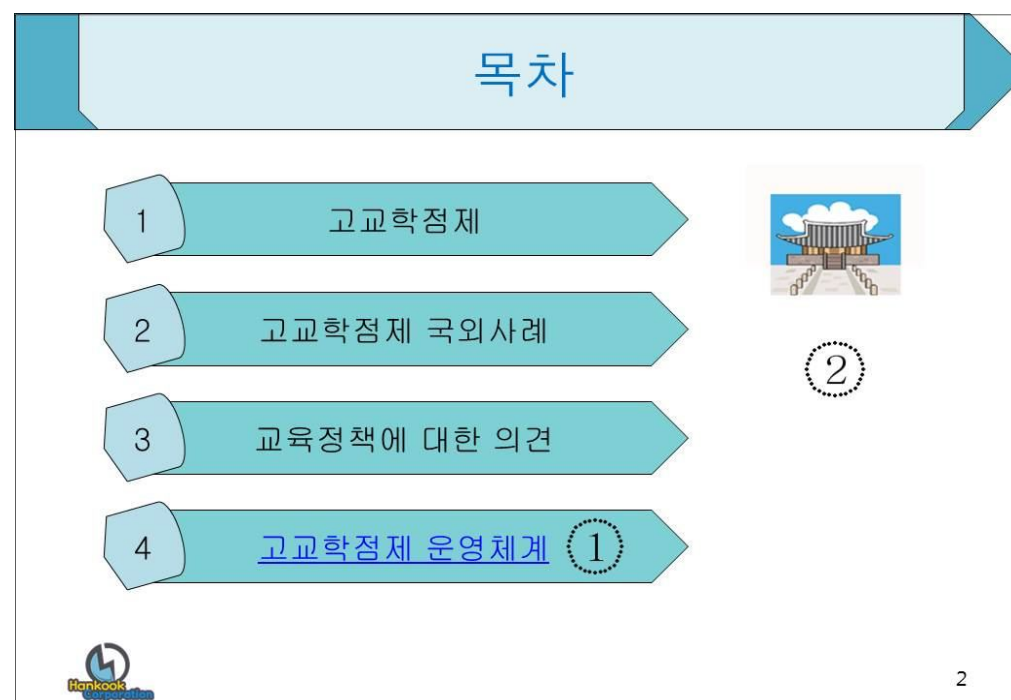 목차
1
고교학점제
2
고교학점제 국외사례
②
3
교육정책에 대한 의견
4
고교학점제 운영체계 ①
Hankook
Corporation
2